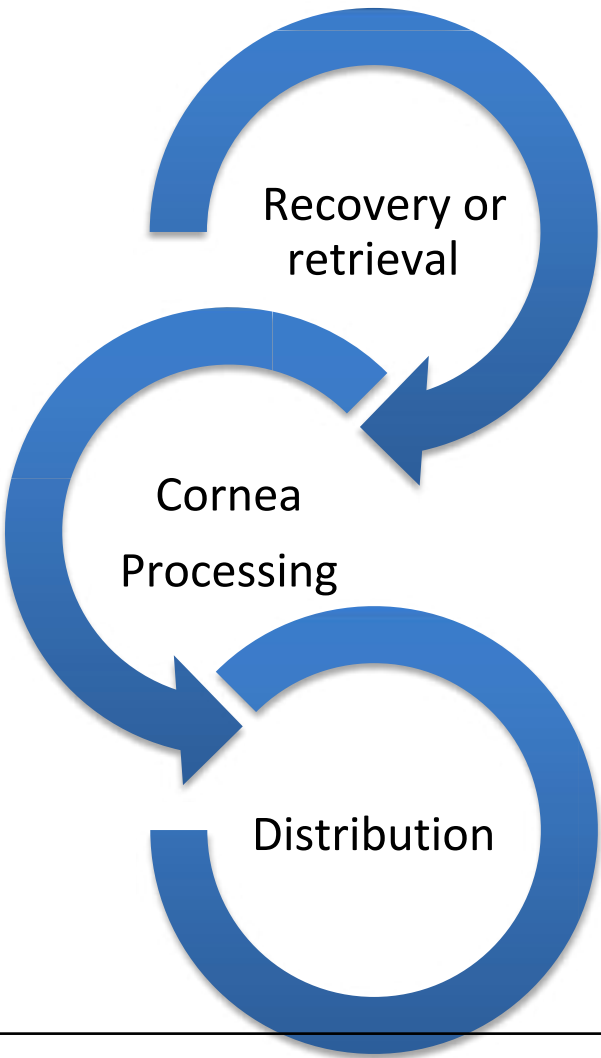 Recovery or
retrieval
Cornea
Processing
Distribution